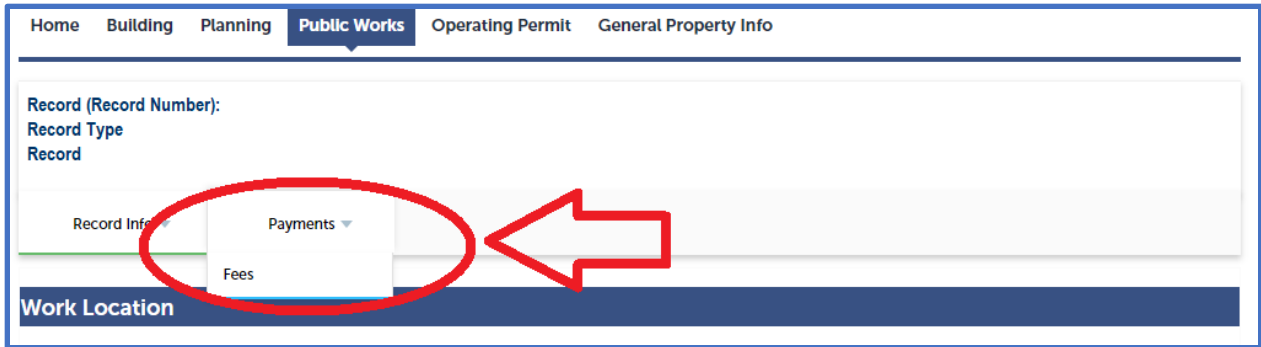 Home Building Planning Public Works Operating Permit General Property Info
Record (Record Number):
Record Type
Record
Record Info Payments
Fees
Work Location